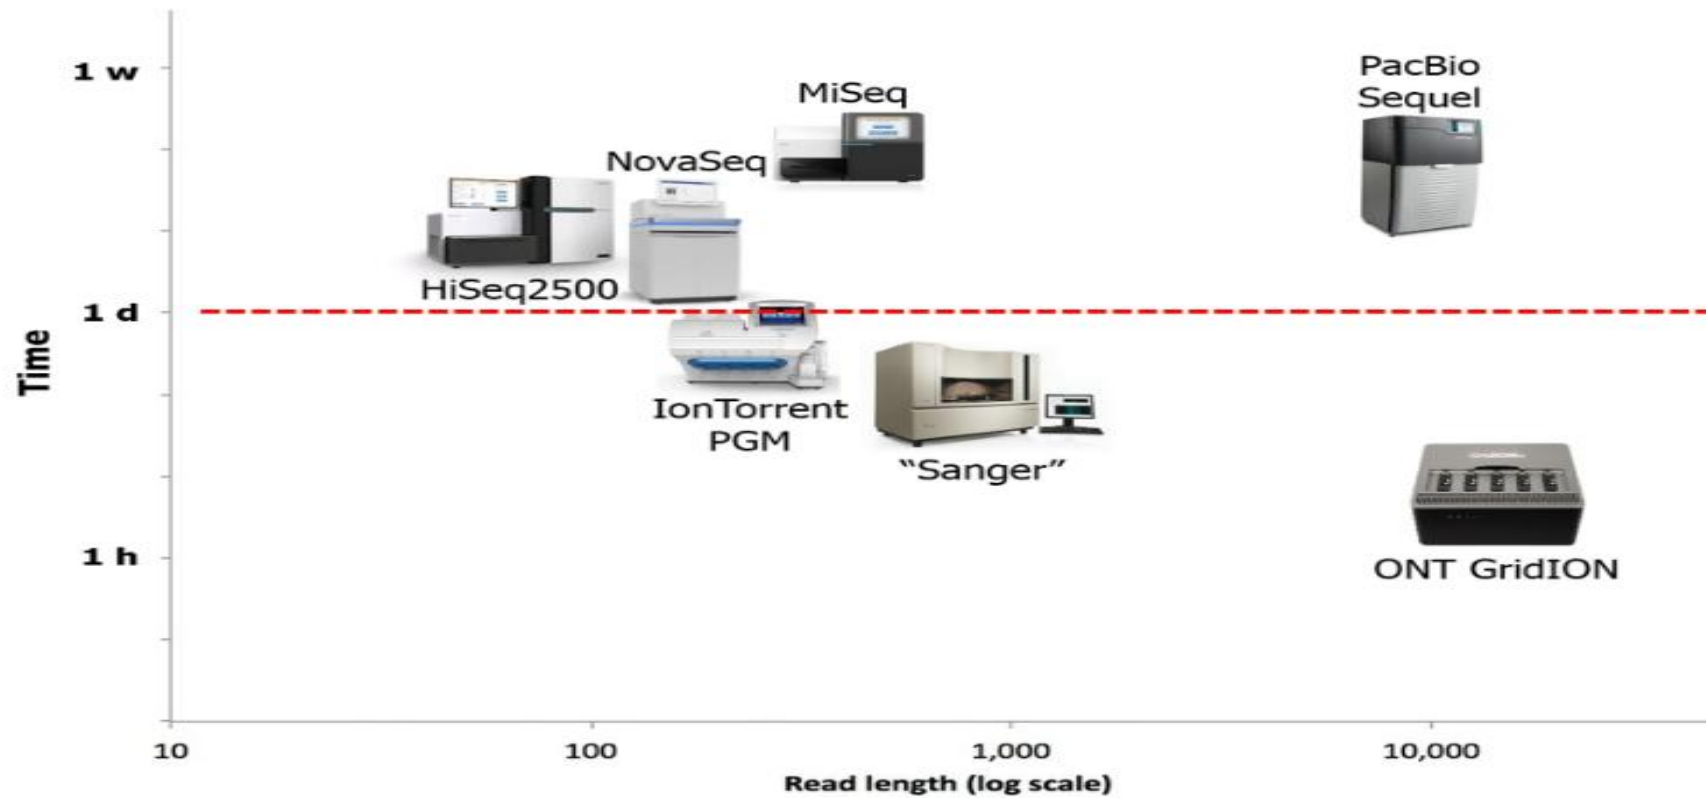 1 w
1 d
1 h
Time
PacBio
Sequel
MiSeq
NovaSeq
HiSeq2500
IonTorrent
PGM
“Sanger”
ONT GridION
10
100
1,000
10,000
Read length (log scale)